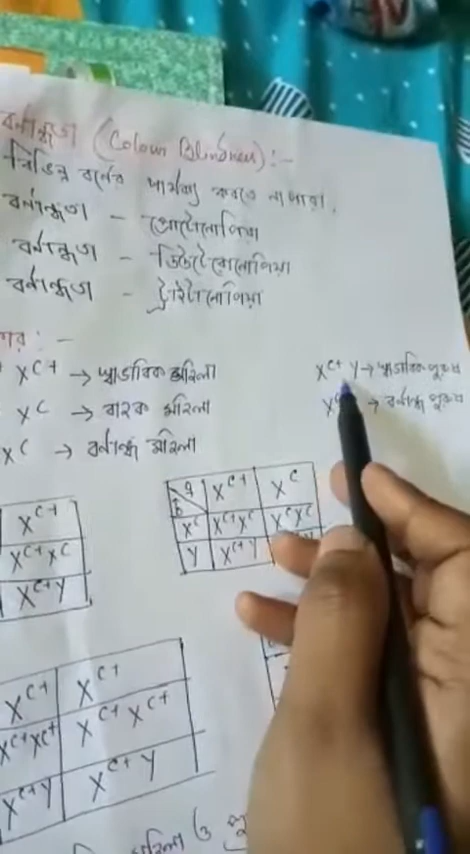 বর্নান্ধতা (Colour Blindness) :-
বিভিন্ন বর্নের পার্থক্য করতে না পারা.
বর্নান্ধতা - প্রোটোনোপিয়া
বর্নান্ধতা - ডিউটেরোনোপিয়া
বর্নান্ধতা - ট্রাইটানোপিয়া
X^C+ → স্বাভাবিক মহিলা
X^C → বাহক মহিলা
X^C → বর্নান্ধ মহিলা
X^C+ Y → স্বাভাবিক পুরুষ
→ বর্নান্ধ পুরুষ
X^C+
X^C+ X^C
X^C+ Y
X^C+ X^C
X^C X^C+ X^C X^C X^C
Y X^C+ Y
X^C+ X^C+
X^C+ X^C+ X^C+ X^C+
X^C+ Y X^C+ Y
মহিলা ও